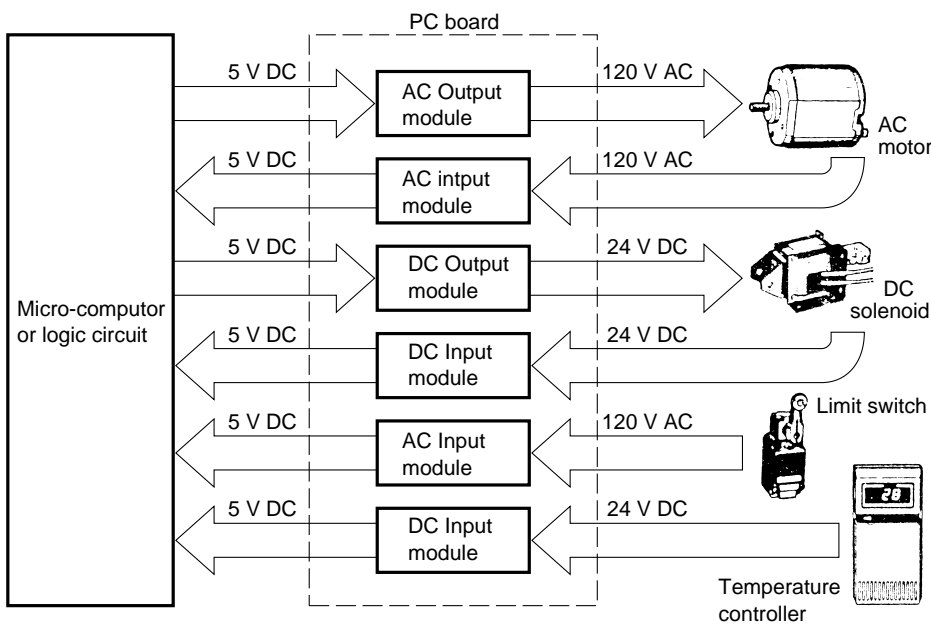 PC board
5 V DC
AC Output
module
120 V AC
AC
motor
5 V DC
AC intput
module
120 V AC
5 V DC
DC Output
module
24 V DC
DC
solenoid
Micro-computor
or logic circuit
5 V DC
DC Input
module
24 V DC
5 V DC
AC Input
module
120 V AC
Limit switch
5 V DC
DC Input
module
24 V DC
28
Temperature
controller